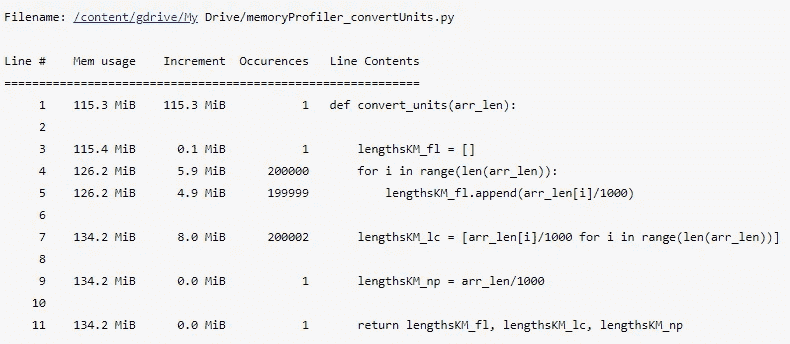 Filename: /content/gdrive/My Drive/memoryProfiler_convertUnits.py
Line #    Mem usage    Increment  Occurences   Line Contents
============================================================
     1    115.3 MiB    115.3 MiB           1   def convert_units(arr_len):
     2
     3    115.4 MiB      0.1 MiB           1       lengthsKM_fl = []
     4    126.2 MiB      5.9 MiB      200000       for i in range(len(arr_len)):
     5    126.2 MiB      4.9 MiB      199999           lengthsKM_fl.append(arr_len[i]/1000)
     6
     7    134.2 MiB      8.0 MiB      200002       lengthsKM_lc = [arr_len[i]/1000 for i in range(len(arr_len))]
     8
     9    134.2 MiB      0.0 MiB           1       lengthsKM_np = arr_len/1000
    10
    11    134.2 MiB      0.0 MiB           1       return lengthsKM_fl, lengthsKM_lc, lengthsKM_np